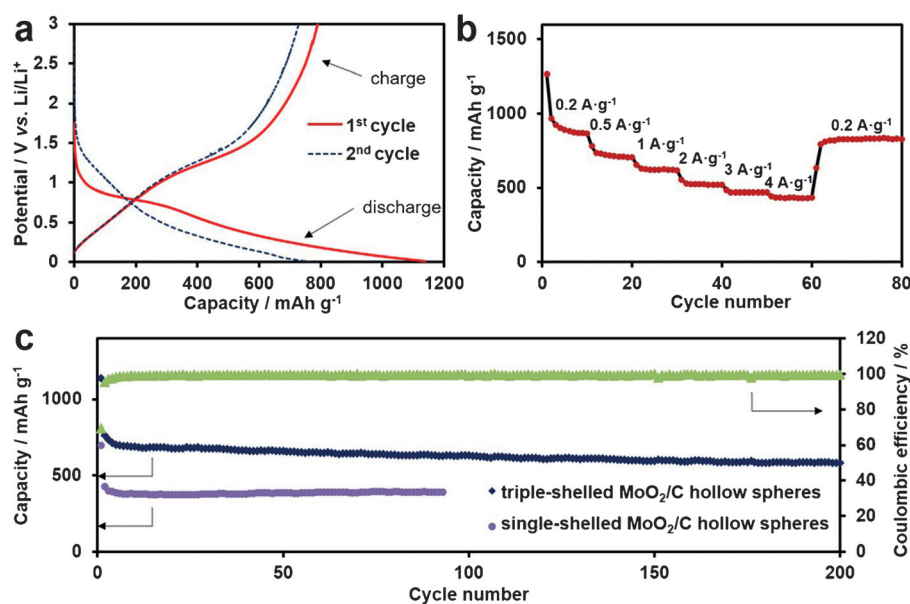 a
3
2.5
2
1.5
1
0.5
0
Potential / V vs. Li/Li⁺
charge
1ˢᵗ cycle
2ⁿᵈ cycle
discharge
0 200 400 600 800 1000 1200
Capacity / mAh g⁻¹
b
1500
1000
500
0
Capacity / mAh g⁻¹
0.2 A·g⁻¹
0.5 A·g⁻¹
1 A·g⁻¹
2 A·g⁻¹
3 A·g⁻¹
4 A·g⁻¹
0.2 A·g⁻¹
0 20 40 60 80
Cycle number
c
1000
500
0
Capacity / mAh g⁻¹
120
100
80
60
40
20
0
Coulombic efficiency / %
triple-shelled MoO₂/C hollow spheres
single-shelled MoO₂/C hollow spheres
0 50 100 150 200
Cycle number